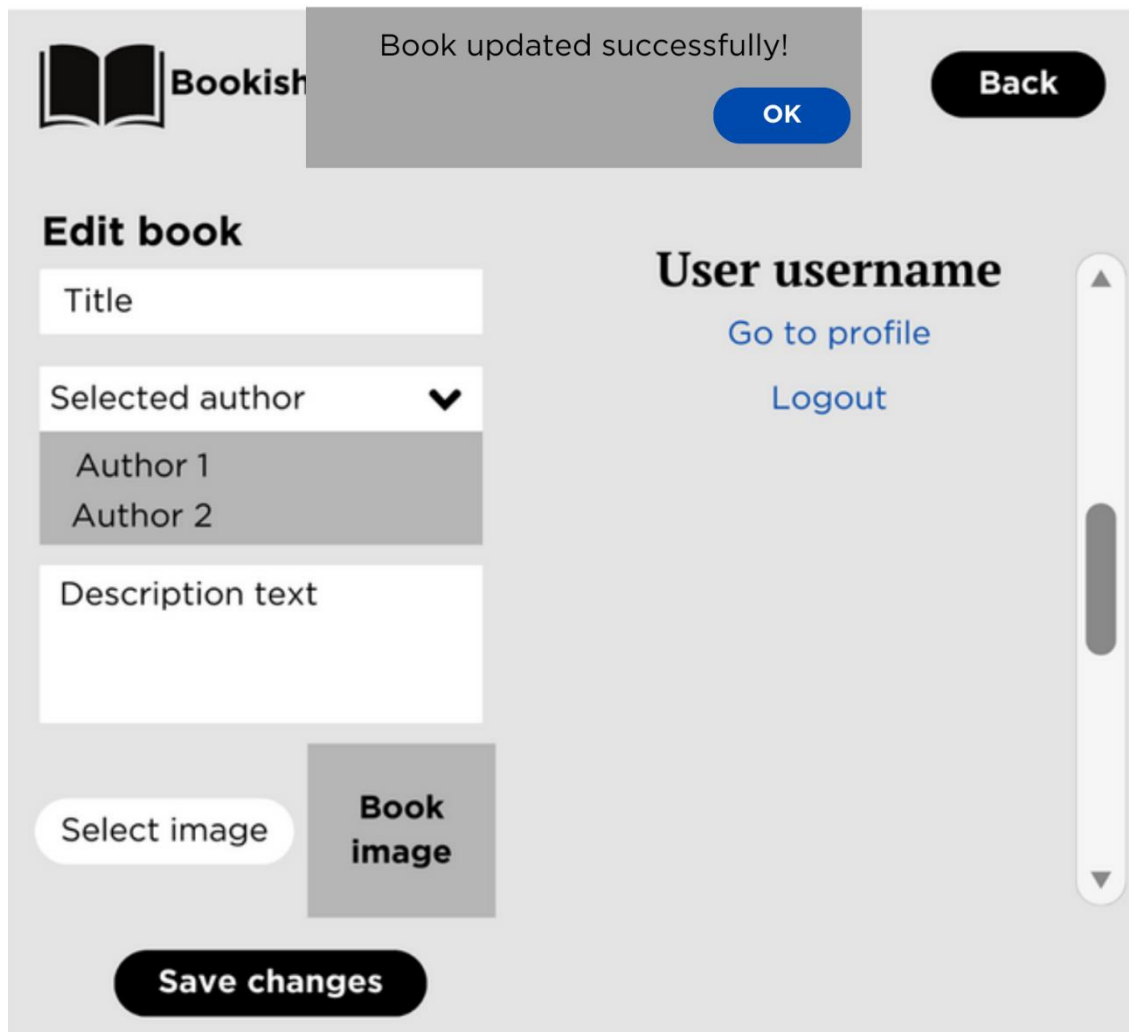 Book updated successfully!
OK
Bookish
Back
Edit book
Title
Selected author
Author 1
Author 2
Description text
Select image
Book
image
Save changes
User username
Go to profile
Logout